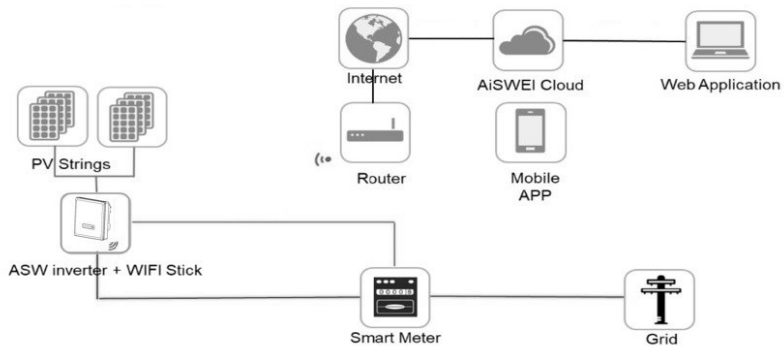 Internet
AiSWEI Cloud
Web Application
PV Strings
Router
Mobile
APP
ASW inverter + WIFI Stick
Smart Meter
Grid